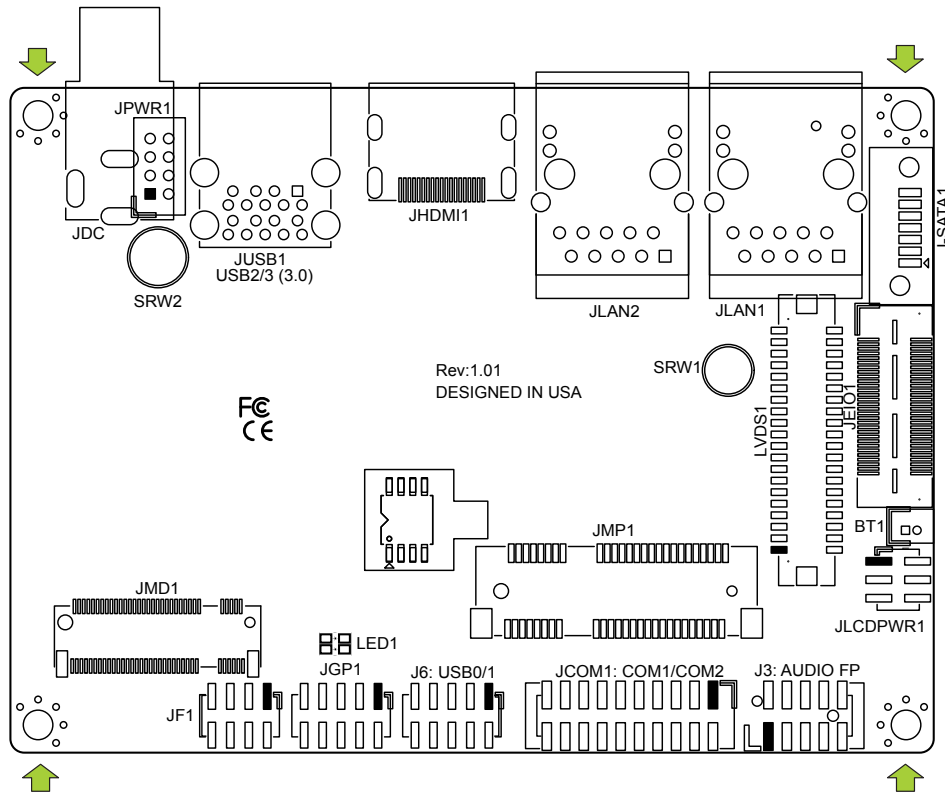 JPWR1
JDC
SRW2
JUSB1
USB2/3 (3.0)
JHDMI1
JLAN2
JLAN1
I-SATA1
Rev:1.01
DESIGNED IN USA
SRW1
LVDS1
JEIO1
FC
CE
JMP1
BT1
JLCDPWR1
JMD1
LED1
JF1
JGP1
J6: USB0/1
JCOM1: COM1/COM2
J3: AUDIO FP